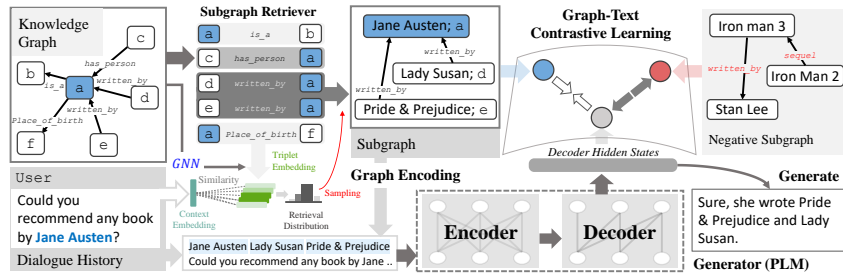 Knowledge
Graph
c
has_person
b
is_a
a
written_by
d
written_by
Place_of_birth
f
e
Subgraph Retriever
a is_a b
c has_person a
d written_by a
e written_by a
a Place_of_birth f
GNN
Triplet
Embedding
Similarity
Sampling
Context
Embedding
Retrieval
Distribution
Jane Austen; a
written_by
Lady Susan; d
written_by
Pride & Prejudice; e
Subgraph
Graph Encoding
Graph-Text
Contrastive Learning
Decoder Hidden States
Iron man 3
written_by
sequel
Iron Man 2
Stan Lee
Negative Subgraph
User
Could you
recommend any book
by Jane Austen?
Dialogue History
Jane Austen Lady Susan Pride & Prejudice
Could you recommend any book by Jane ..
Encoder
Decoder
Generate
Sure, she wrote Pride
& Prejudice and Lady
Susan.
Generator (PLM)